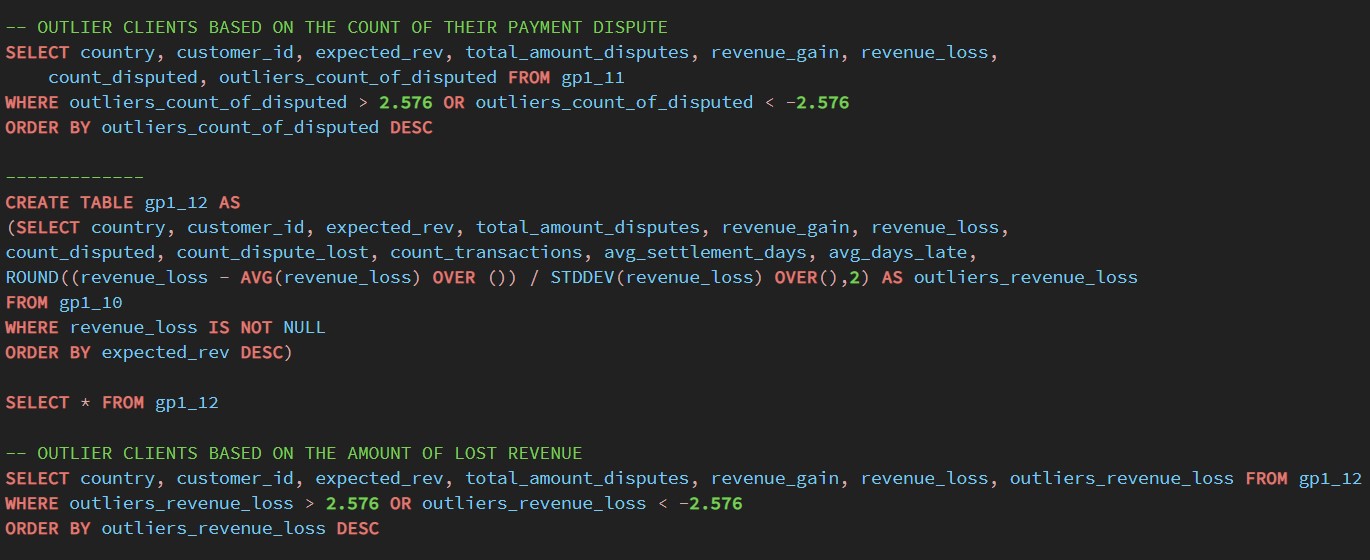 -- OUTLIER CLIENTS BASED ON THE COUNT OF THEIR PAYMENT DISPUTE
SELECT country, customer_id, expected_rev, total_amount_disputes, revenue_gain, revenue_loss,
    count_disputed, outliers_count_of_disputed FROM gp1_11
WHERE outliers_count_of_disputed > 2.576 OR outliers_count_of_disputed < -2.576
ORDER BY outliers_count_of_disputed DESC

-------------
CREATE TABLE gp1_12 AS
(SELECT country, customer_id, expected_rev, total_amount_disputes, revenue_gain, revenue_loss,
count_disputed, count_dispute_lost, count_transactions, avg_settlement_days, avg_days_late,
ROUND((revenue_loss - AVG(revenue_loss) OVER ()) / STDDEV(revenue_loss) OVER(),2) AS outliers_revenue_loss
FROM gp1_10
WHERE revenue_loss IS NOT NULL
ORDER BY expected_rev DESC)

SELECT * FROM gp1_12

-- OUTLIER CLIENTS BASED ON THE AMOUNT OF LOST REVENUE
SELECT country, customer_id, expected_rev, total_amount_disputes, revenue_gain, revenue_loss, outliers_revenue_loss FROM gp1_12
WHERE outliers_revenue_loss > 2.576 OR outliers_revenue_loss < -2.576
ORDER BY outliers_revenue_loss DESC